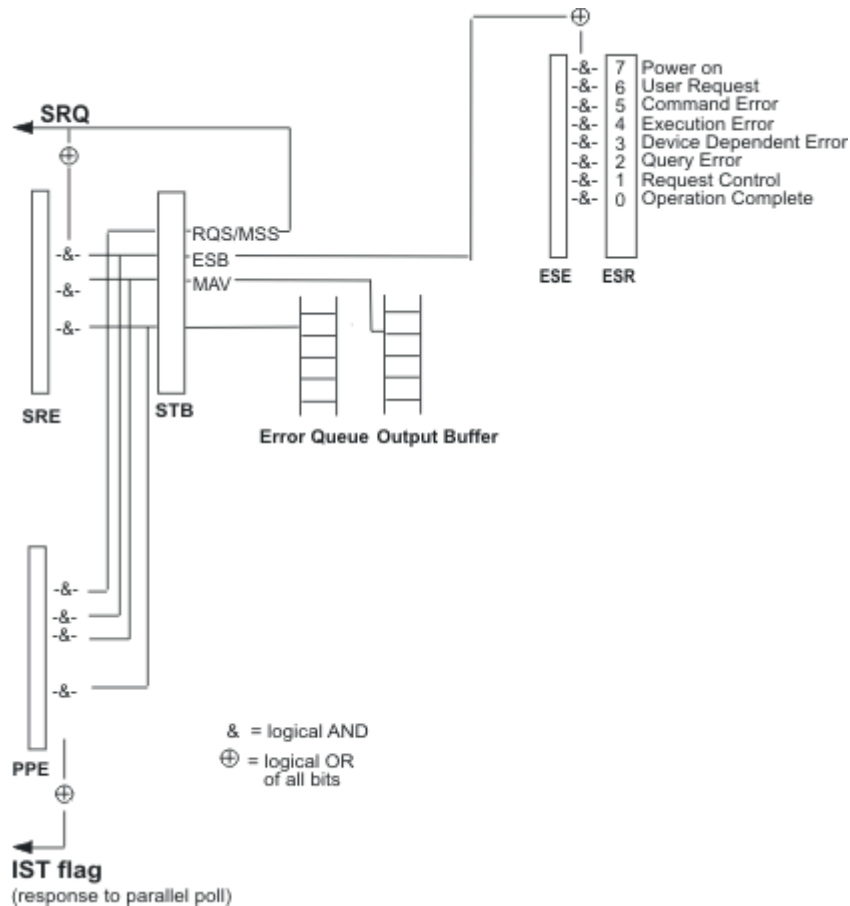 -&- 7 Power on
-&- 6 User Request
-&- 5 Command Error
-&- 4 Execution Error
-&- 3 Device Dependent Error
-&- 2 Query Error
-&- 1 Request Control
-&- 0 Operation Complete
ESE ESR
SRQ
RQS/MSS
-&- ESB
-&- MAV
-&-
SRE STB
Error Queue Output Buffer
-&-
-&-
-&-
-&-
PPE
& = logical AND
⊕ = logical OR
of all bits
IST flag
(response to parallel poll)